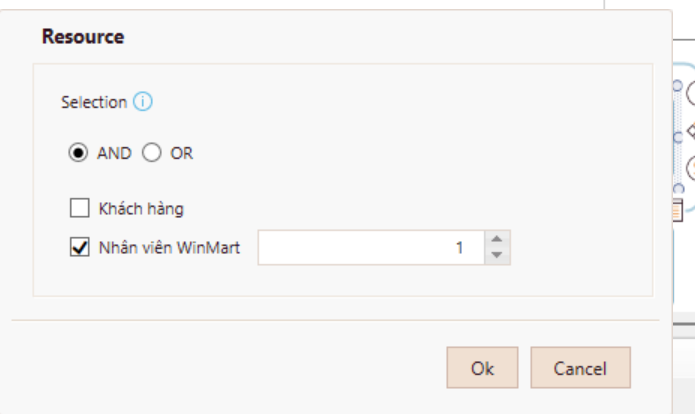 Resource
Selection
AND OR
Khách hàng
Nhân viên WinMart 1
Ok Cancel